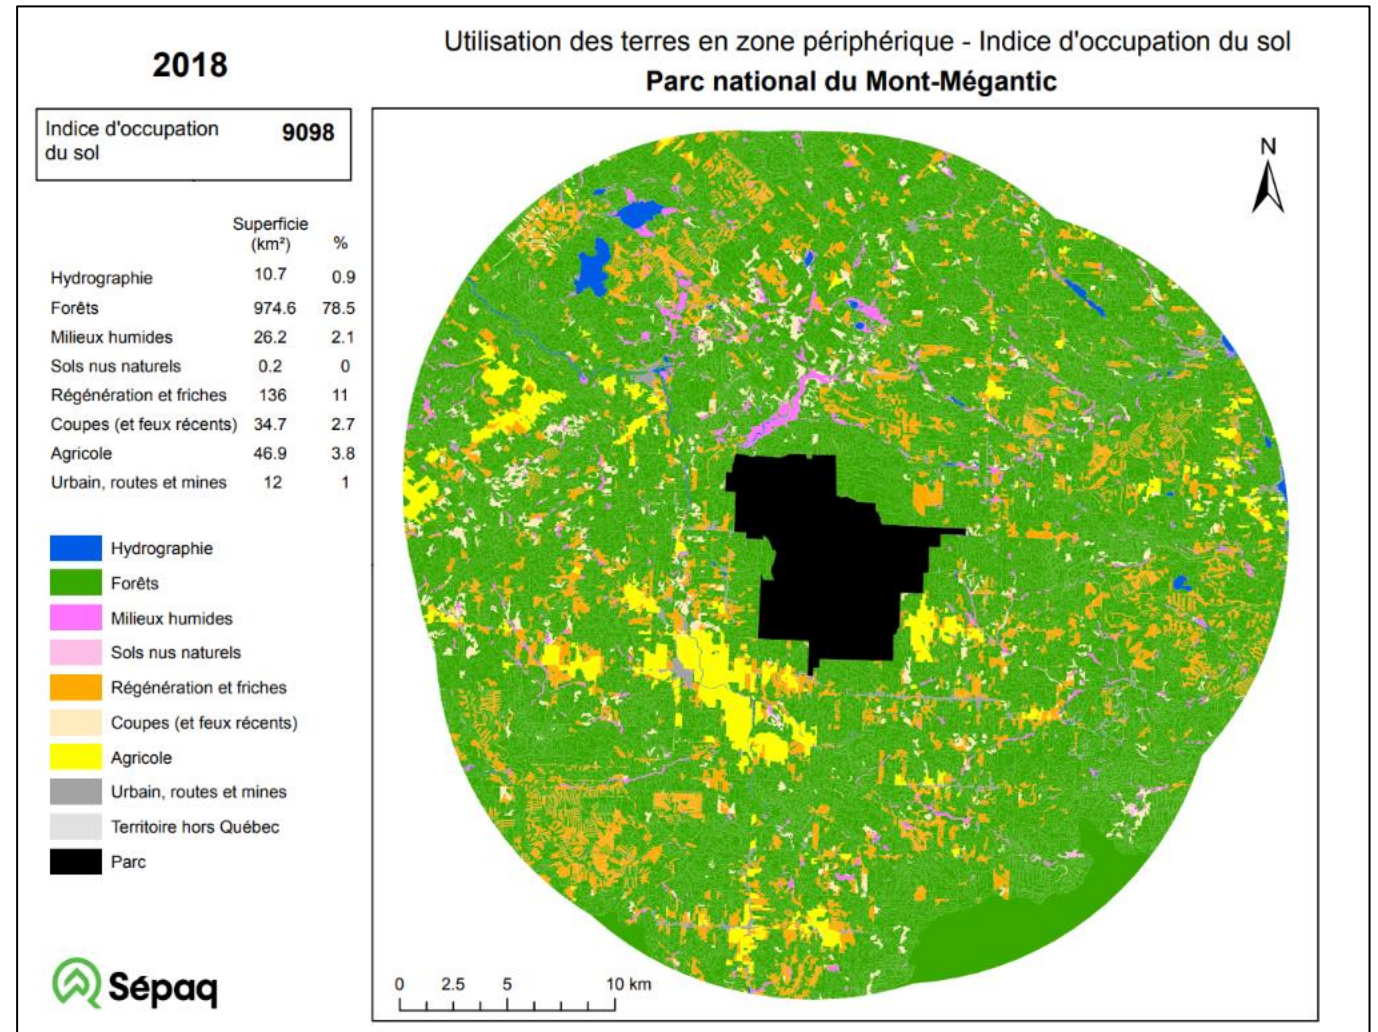 2018
Utilisation des terres en zone périphérique - Indice d'occupation du sol
Parc national du Mont-Mégantic
Indice d'occupation du sol 9098
Superficie (km²) %
Hydrographie 10.7 0.9
Forêts 974.6 78.5
Milieux humides 26.2 2.1
Sols nus naturels 0.2 0
Régénération et friches 136 11
Coupes (et feux récents) 34.7 2.7
Agricole 46.9 3.8
Urbain, routes et mines 12 1
Hydrographie
Forêts
Milieux humides
Sols nus naturels
Régénération et friches
Coupes (et feux récents)
Agricole
Urbain, routes et mines
Territoire hors Québec
Parc
N
0 2.5 5 10 km
Sépaq